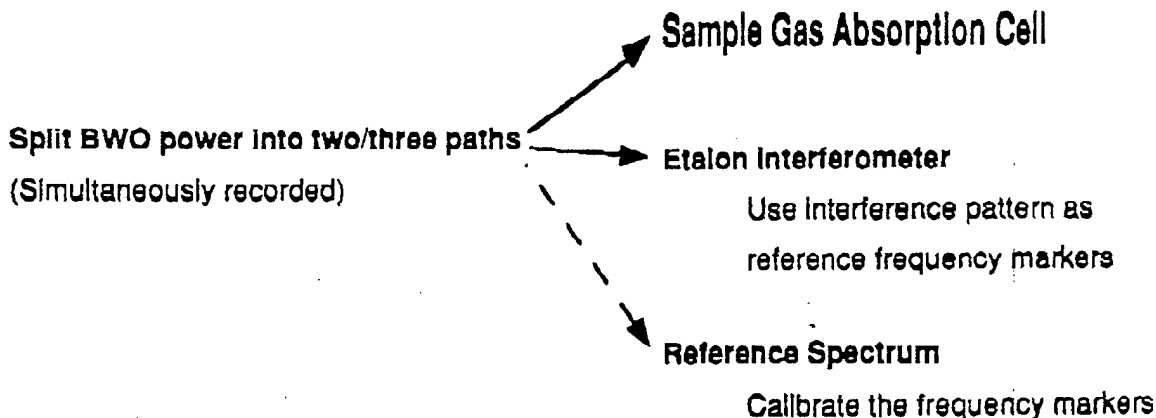 Sample Gas Absorption Cell
Split BWO power into two/three paths
(Simultaneously recorded)
Etalon Interferometer
Use interference pattern as
reference frequency markers
Reference Spectrum
Calibrate the frequency markers